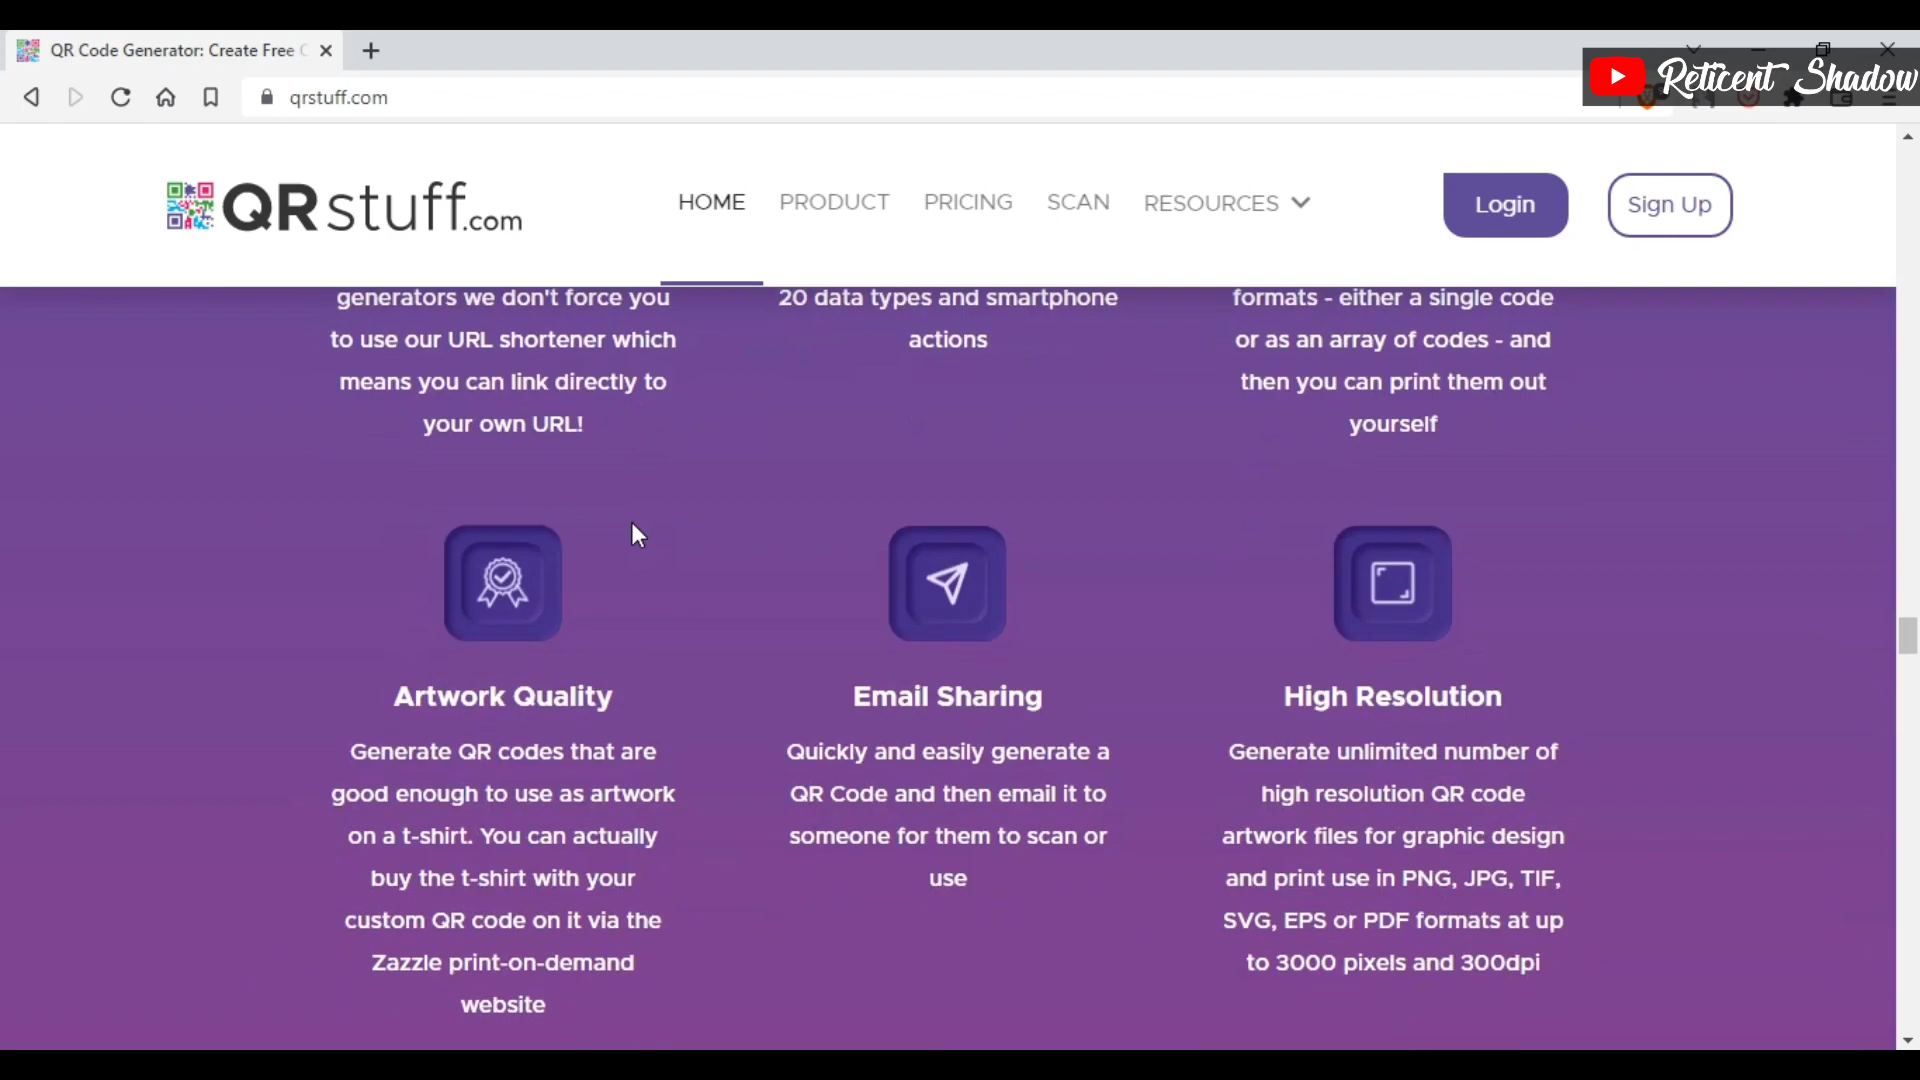 QR Code Generator: Create Free
qrstuff.com
Reticent Shadow
QRstuff.com
HOME
PRODUCT
PRICING
SCAN
RESOURCES
Login
Sign Up
generators we don't force you
to use our URL shortener which
means you can link directly to
your own URL!
20 data types and smartphone
actions
formats - either a single code
or as an array of codes - and
then you can print them out
yourself
Artwork Quality
Generate QR codes that are
good enough to use as artwork
on a t-shirt. You can actually
buy the t-shirt with your
custom QR code on it via the
Zazzle print-on-demand
website
Email Sharing
Quickly and easily generate a
QR Code and then email it to
someone for them to scan or
use
High Resolution
Generate unlimited number of
high resolution QR code
artwork files for graphic design
and print use in PNG, JPG, TIF,
SVG, EPS or PDF formats at up
to 3000 pixels and 300dpi